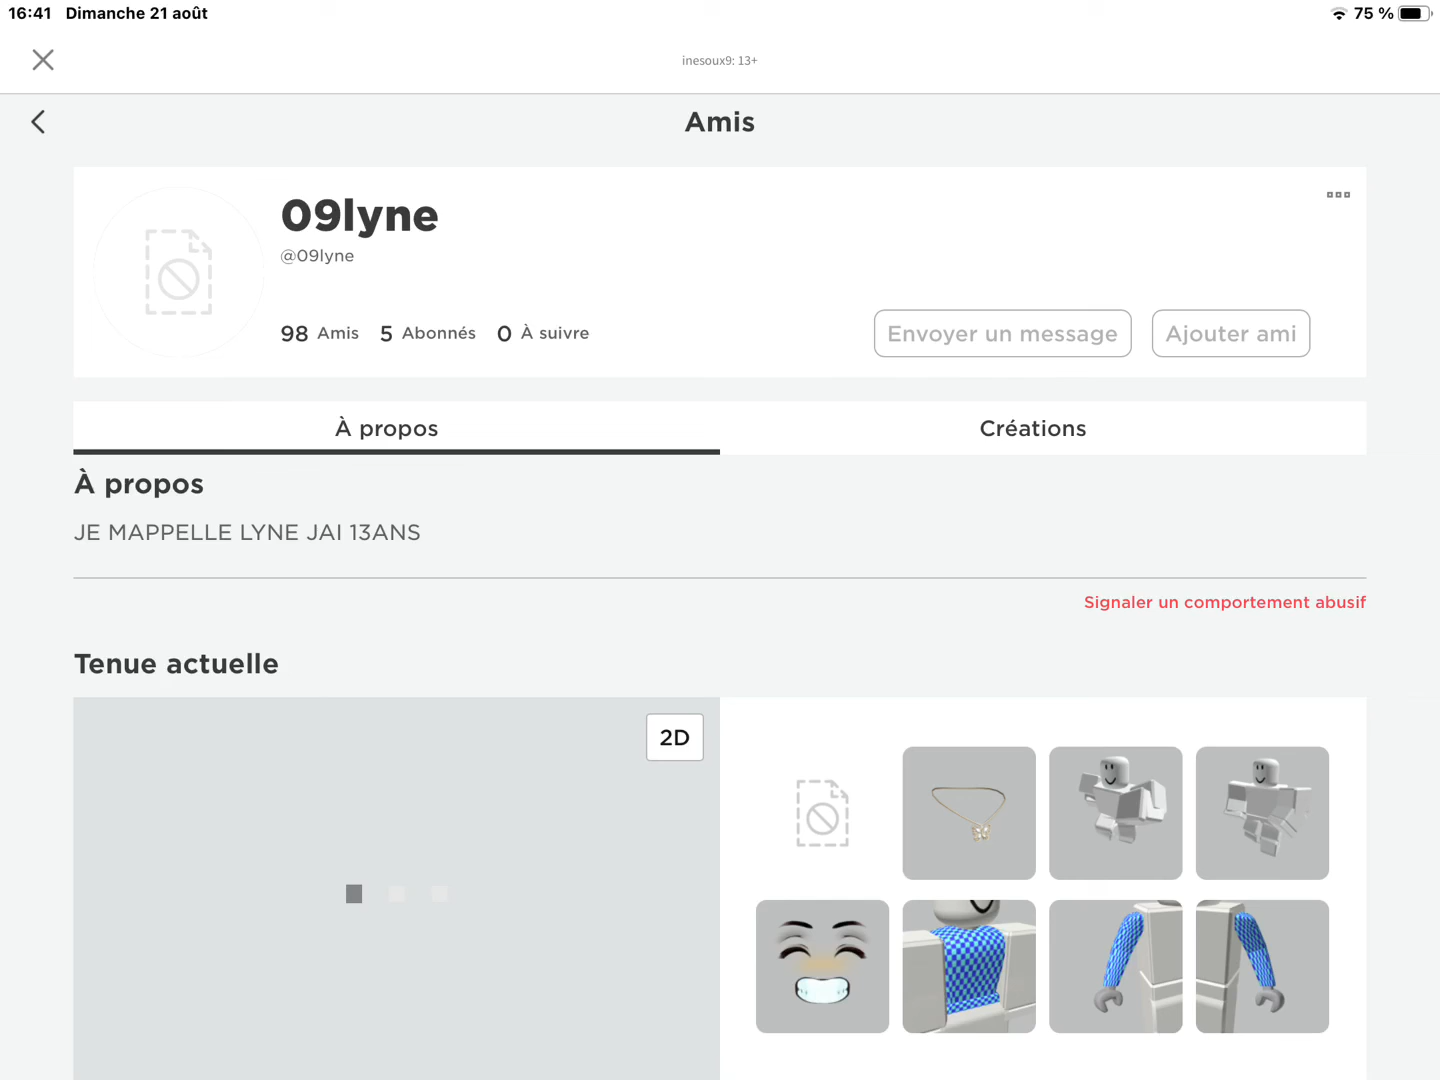 16:41 Dimanche 21 août 75 %
inesoux9: 13+
Amis
09lyne
@09lyne
98 Amis 5 Abonnés 0 À suivre
Envoyer un message Ajouter ami
À propos Créations
À propos
JE MAPPELLE LYNE JAI 13ANS
Signaler un comportement abusif
Tenue actuelle
2D